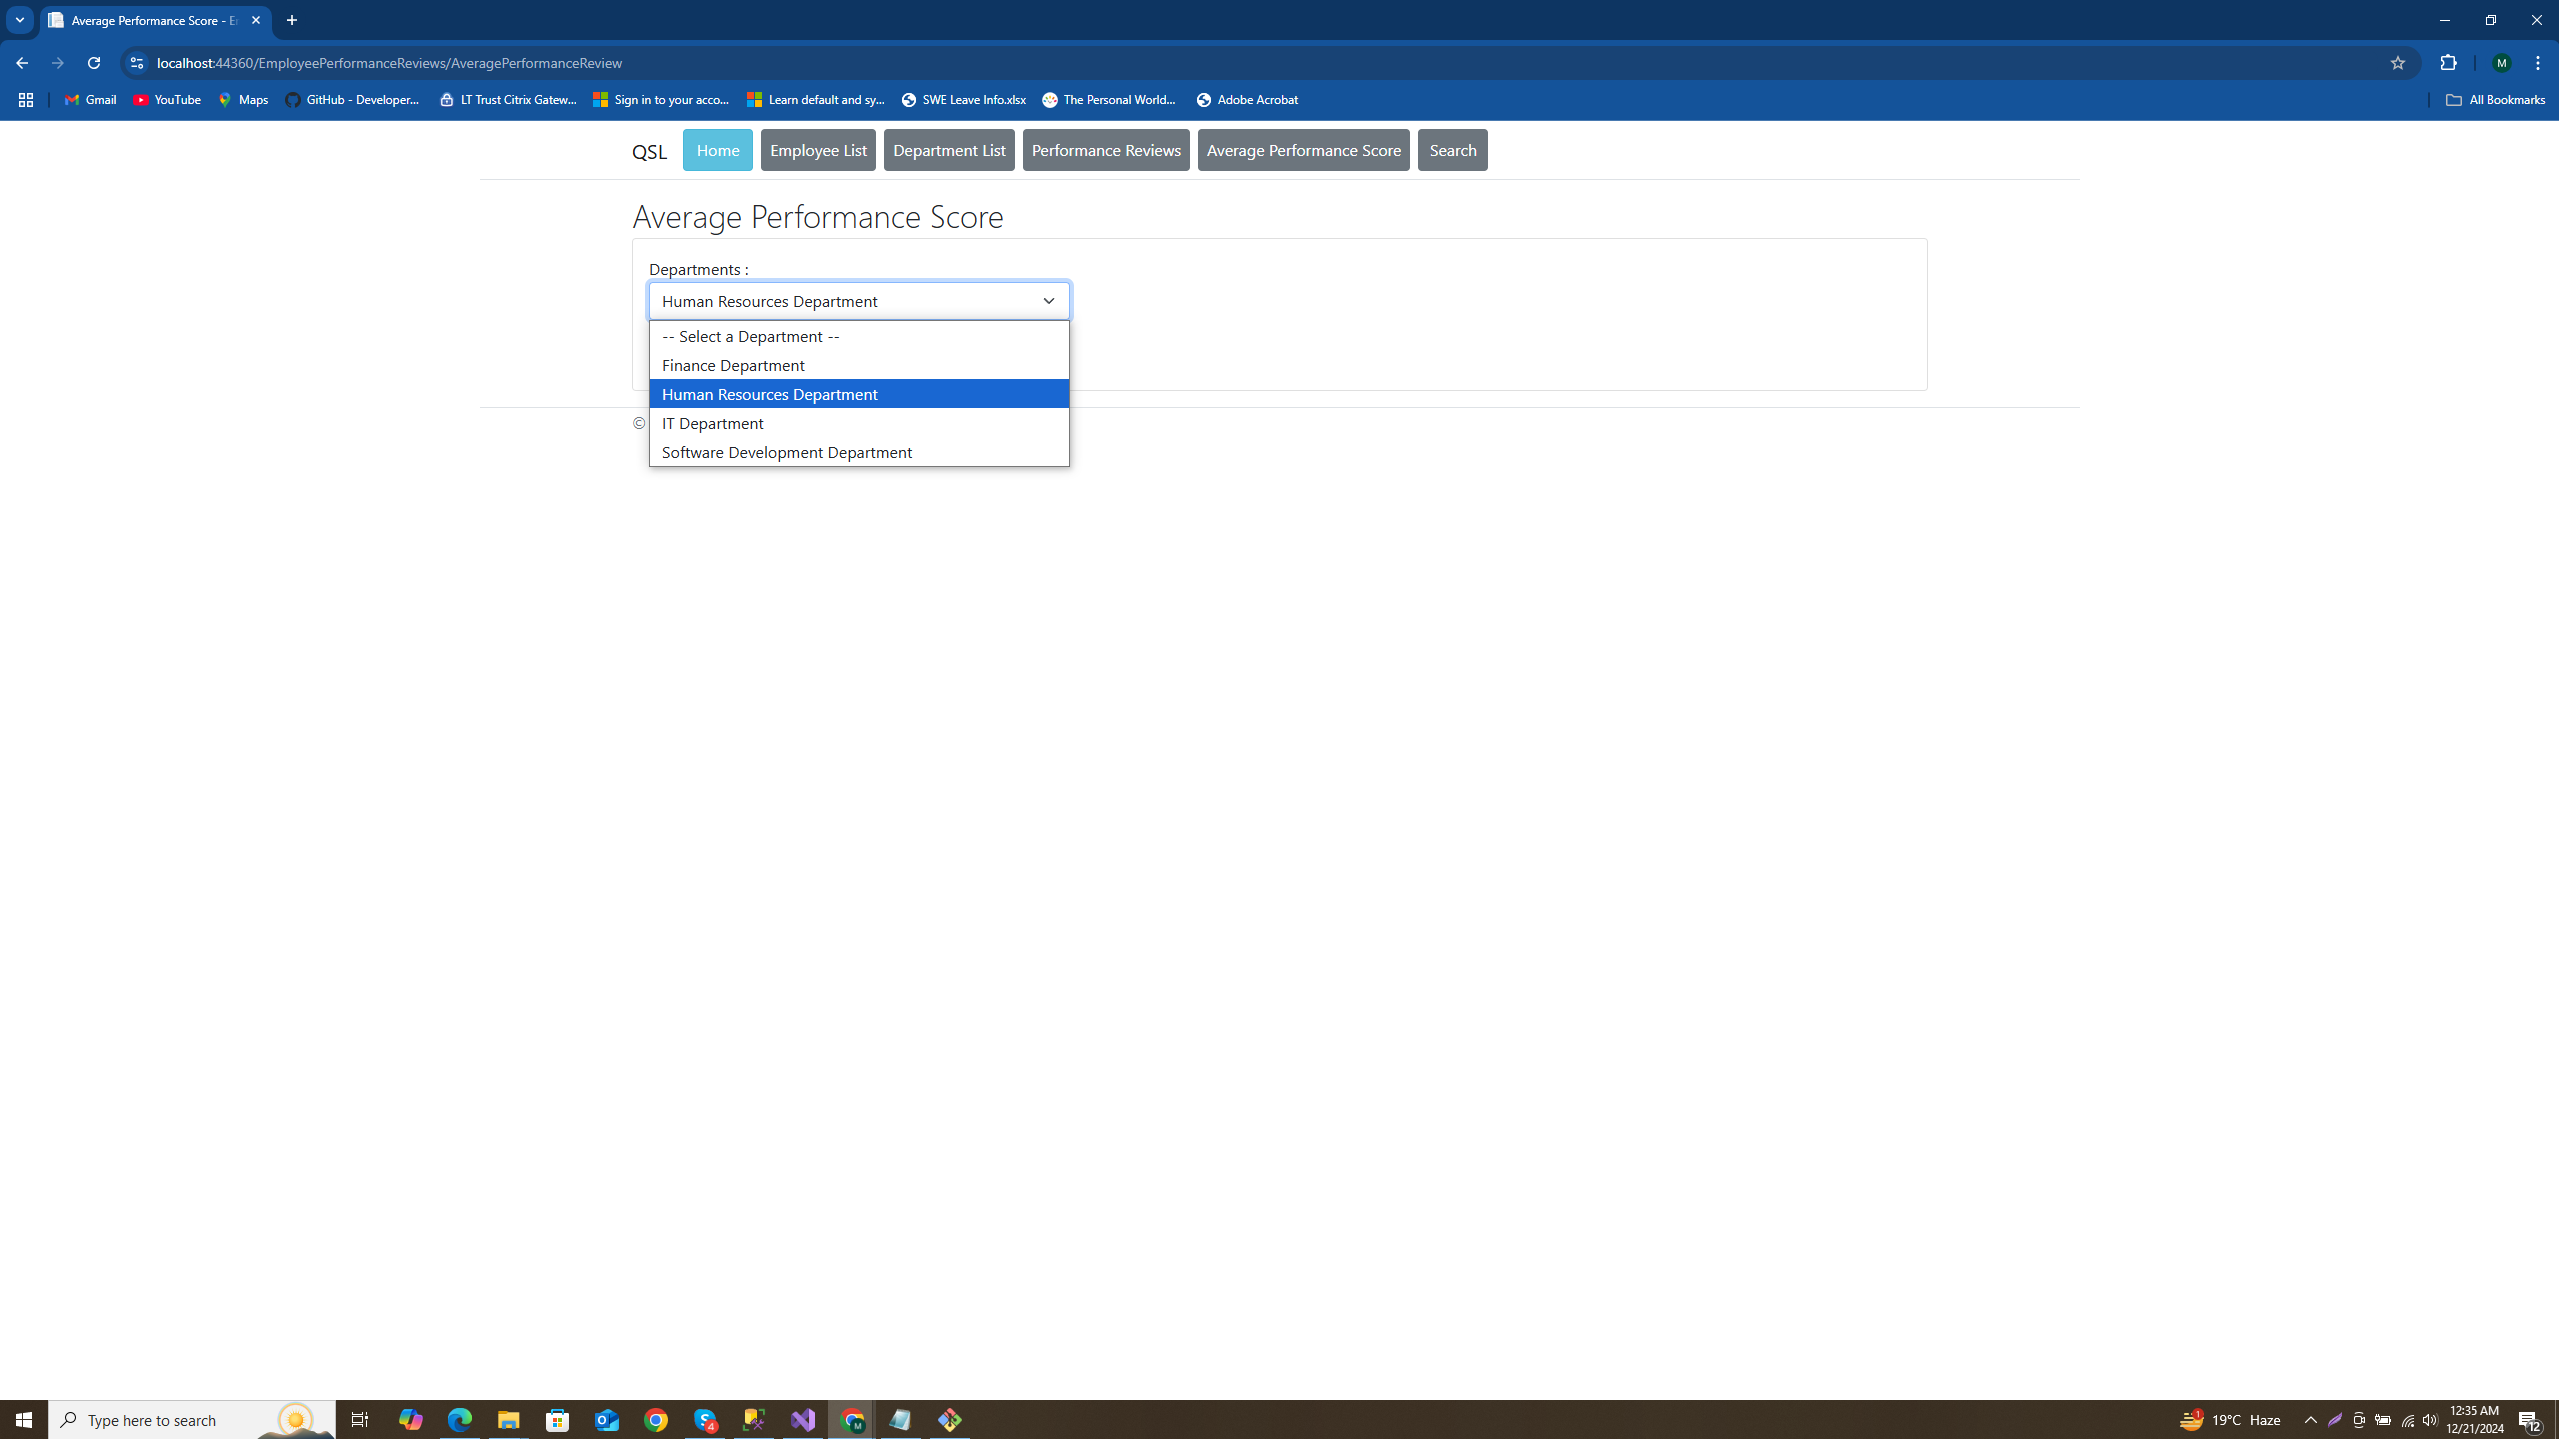 Average Performance Score - E
localhost:44360/EmployeePerformanceReviews/AveragePerformanceReview
M
Gmail
YouTube
Maps
GitHub - Developer...
LT Trust Citrix Gatew...
Sign in to your acco...
Learn default and sy...
SWE Leave Info.xlsx
The Personal World...
Adobe Acrobat
All Bookmarks
QSL
Home
Employee List
Department List
Performance Reviews
Average Performance Score
Search
Average Performance Score
Departments :
Human Resources Department
-- Select a Department --
Finance Department
Human Resources Department
IT Department
Software Development Department
©
Type here to search
4
M
1
19°C Haze
12:35 AM
12/21/2024
12